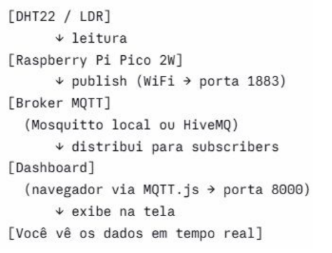 [DHT22 / LDR]
↓ leitura
[Raspberry Pi Pico 2W]
↓ publish (WiFi → porta 1883)
[Broker MQTT]
(Mosquitto local ou HiveMQ)
↓ distribui para subscribers
[Dashboard]
(navegador via MQTT.js → porta 8000)
↓ exibe na tela
[Você vê os dados em tempo real]